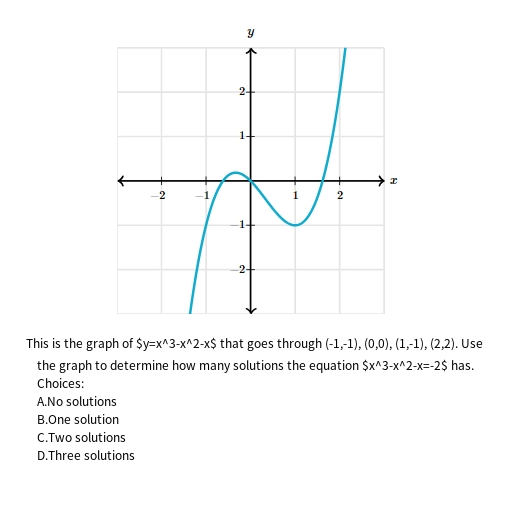 y
2
1
x
−2
−1
1
2
−1
−2
This is the graph of $y=x^3-x^2-x$ that goes through (-1,-1), (0,0), (1,-1), (2,2). Use
the graph to determine how many solutions the equation $x^3-x^2-x=-2$ has.
Choices:
A.No solutions
B.One solution
C.Two solutions
D.Three solutions